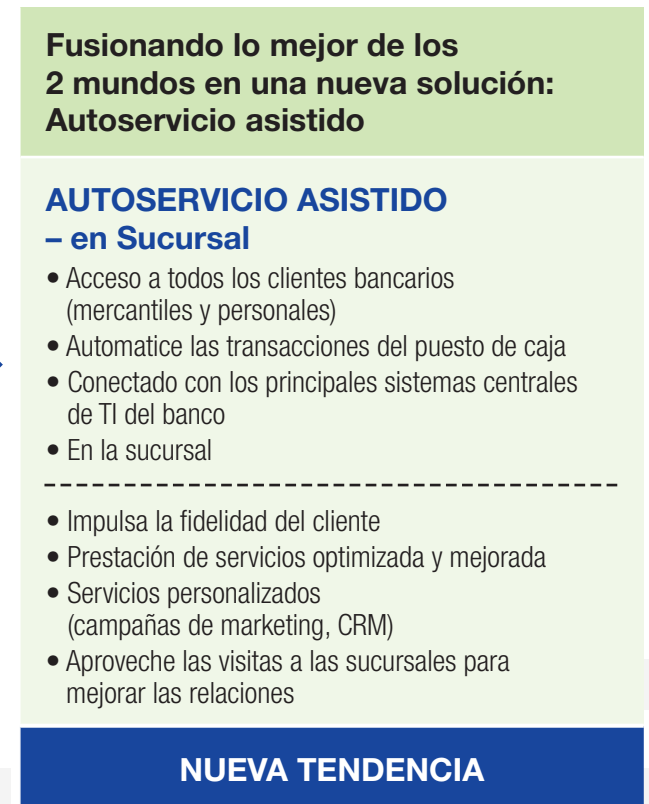 Fusionando lo mejor de los
2 mundos en una nueva solución:
Autoservicio asistido
AUTOSERVICIO ASISTIDO
– en Sucursal
• Acceso a todos los clientes bancarios
(mercantiles y personales)
• Automatice las transacciones del puesto de caja
• Conectado con los principales sistemas centrales
de TI del banco
• En la sucursal
• Impulsa la fidelidad del cliente
• Prestación de servicios optimizada y mejorada
• Servicios personalizados
(campañas de marketing, CRM)
• Aproveche las visitas a las sucursales para
mejorar las relaciones
NUEVA TENDENCIA